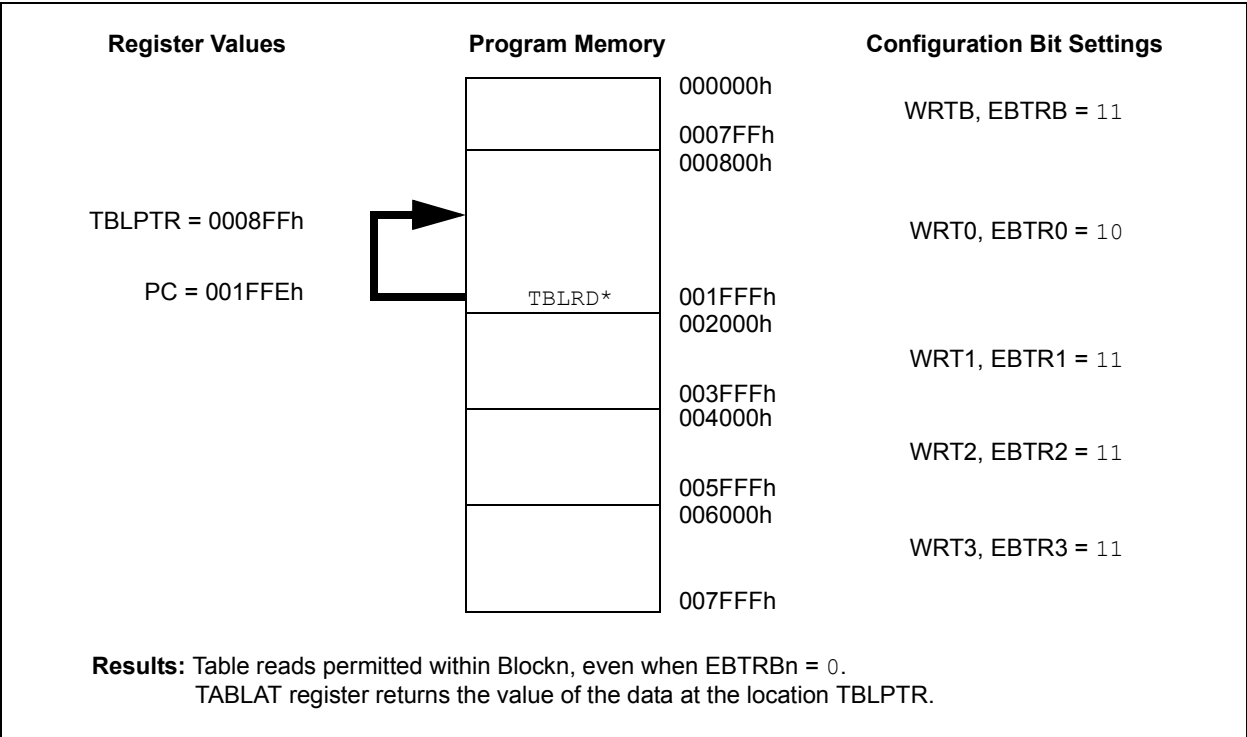 Register Values Program Memory Configuration Bit Settings
000000h
WRTB, EBTRB = 11
0007FFh
000800h
TBLPTR = 0008FFh
WRT0, EBTR0 = 10
PC = 001FFEh TBLRD* 001FFFh
002000h
WRT1, EBTR1 = 11
003FFFh
004000h
WRT2, EBTR2 = 11
005FFFh
006000h
WRT3, EBTR3 = 11
007FFFh
Results: Table reads permitted within Blockn, even when EBTRBn = 0.
TABLAT register returns the value of the data at the location TBLPTR.